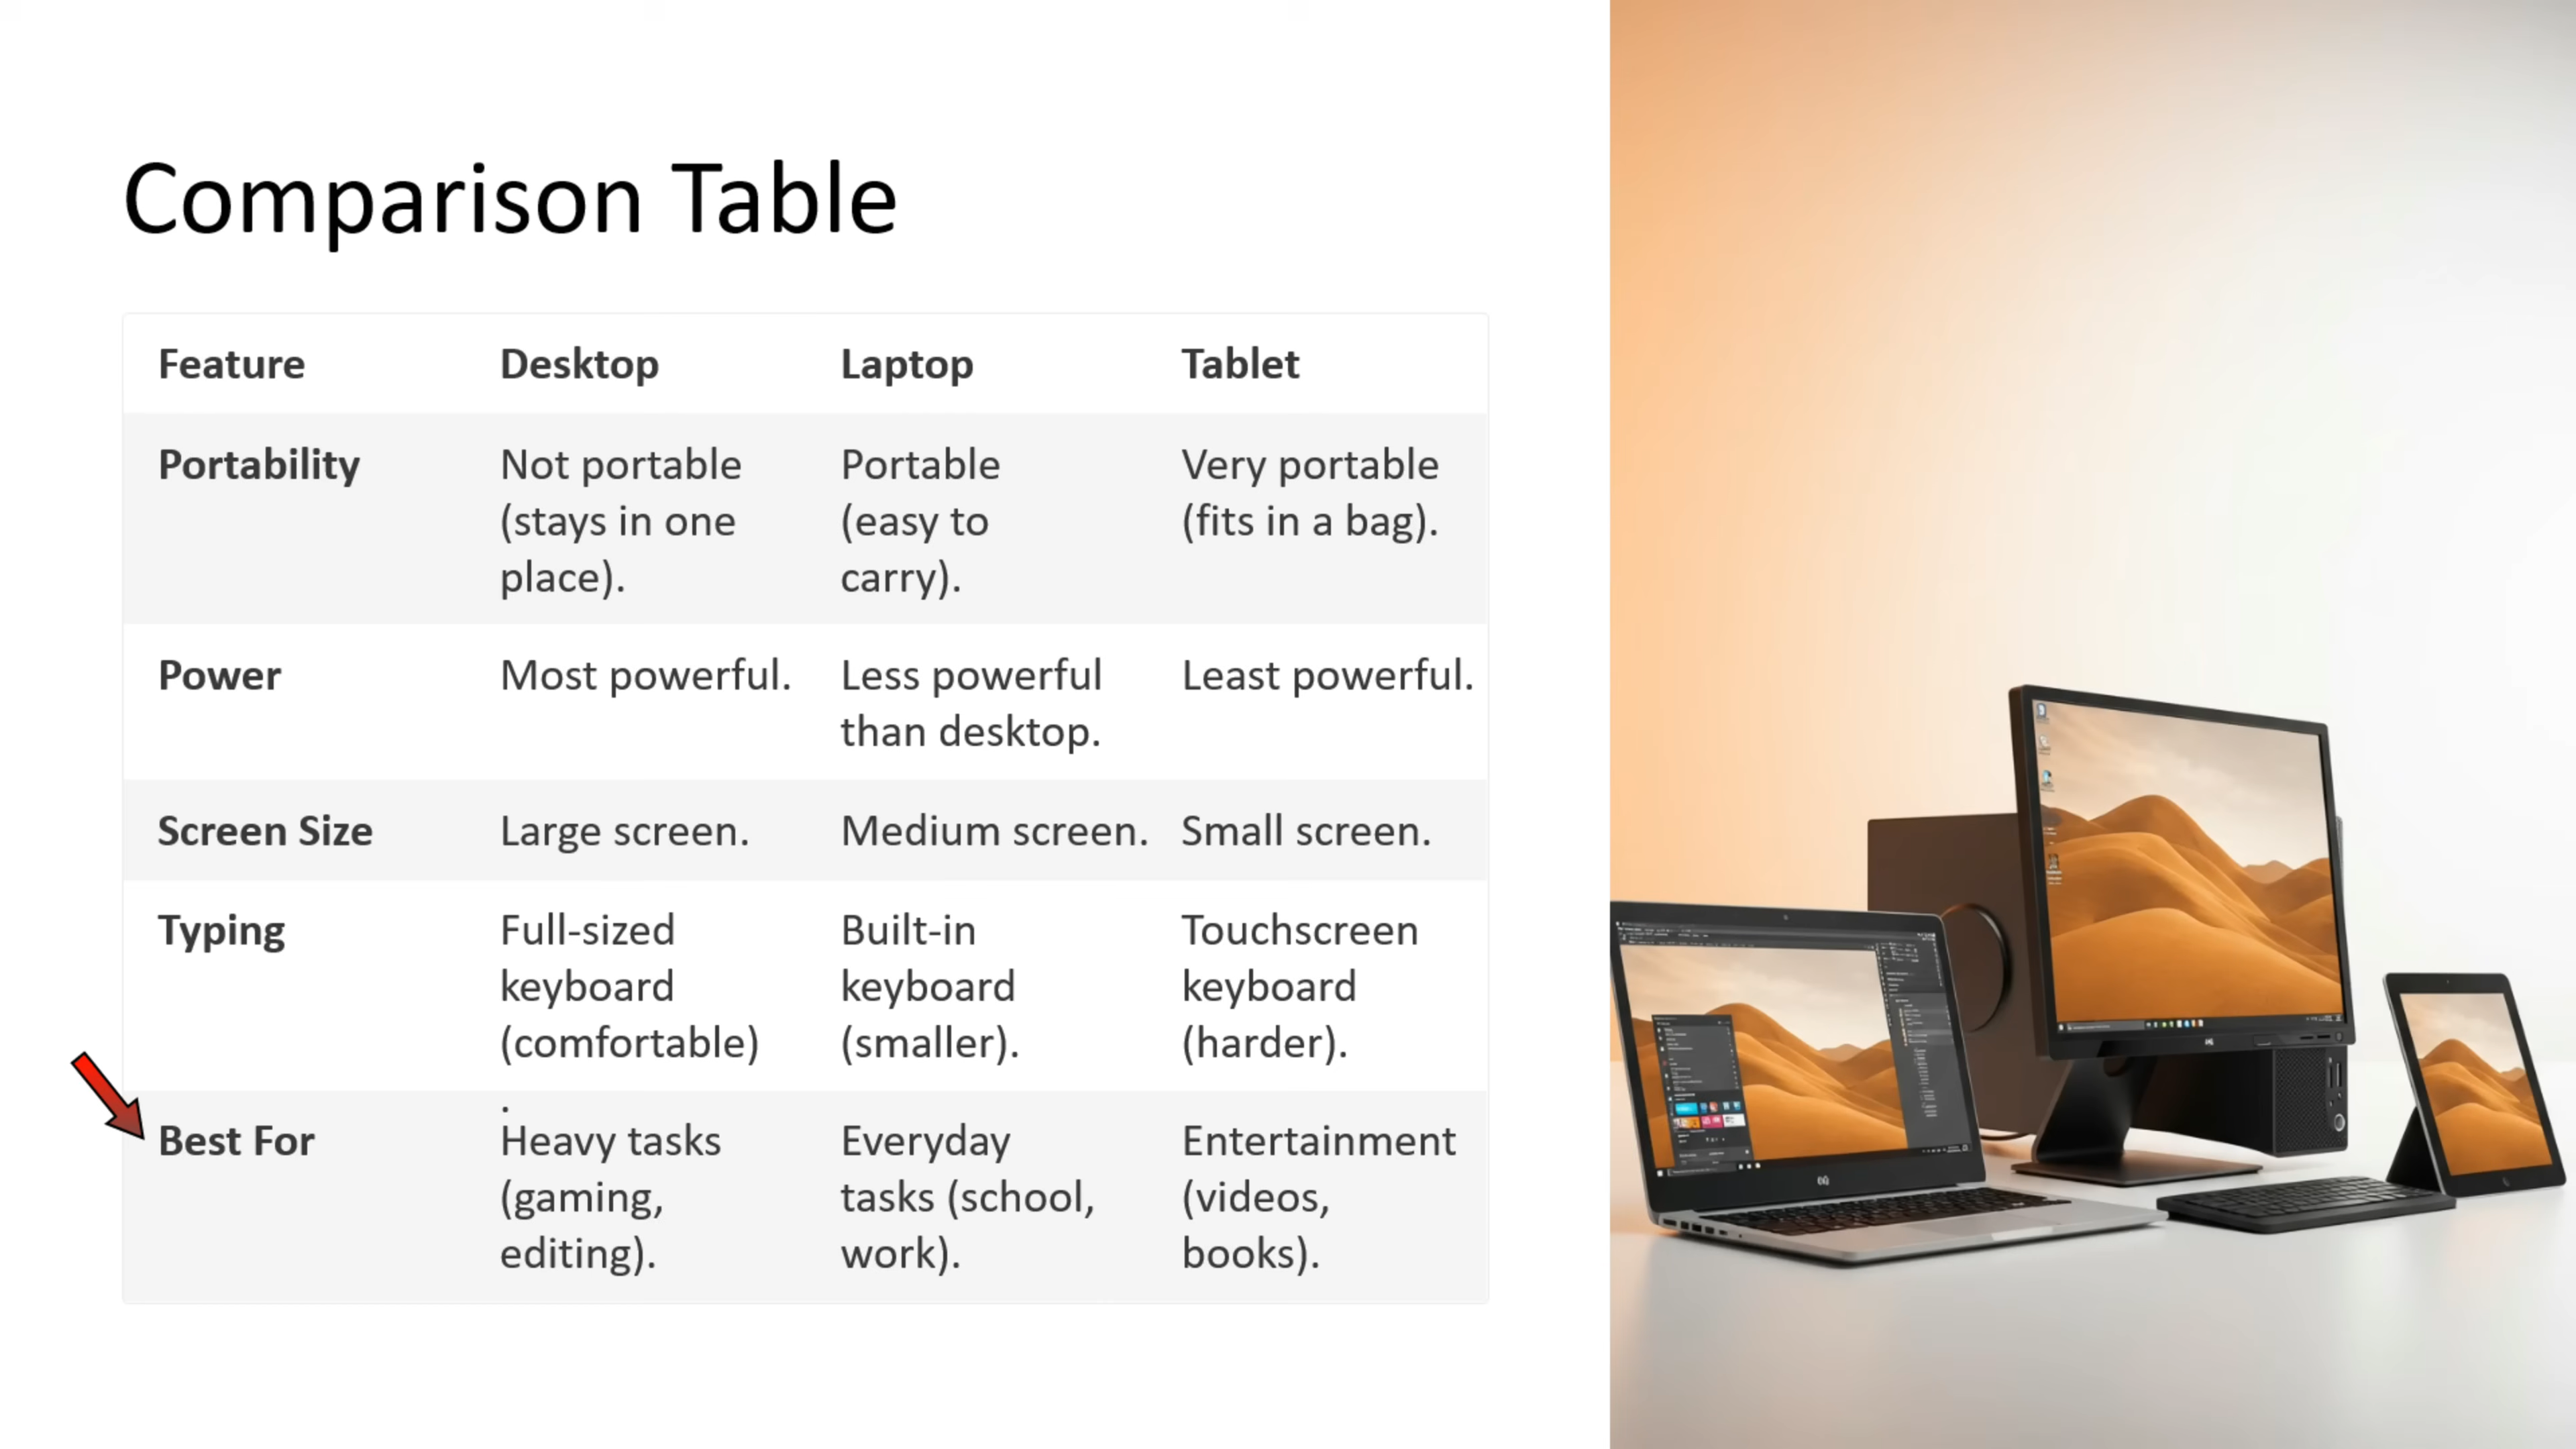 Comparison Table
Feature Desktop Laptop Tablet
Portability Not portable Portable Very portable
(stays in one (easy to (fits in a bag).
place). carry).
Power Most powerful. Less powerful Least powerful.
than desktop.
Screen Size Large screen. Medium screen. Small screen.
Typing Full-sized Built-in Touchscreen
keyboard keyboard keyboard
(comfortable) (smaller). (harder).
.
Best For Heavy tasks Everyday Entertainment
(gaming, tasks (school, (videos,
editing). work). books).